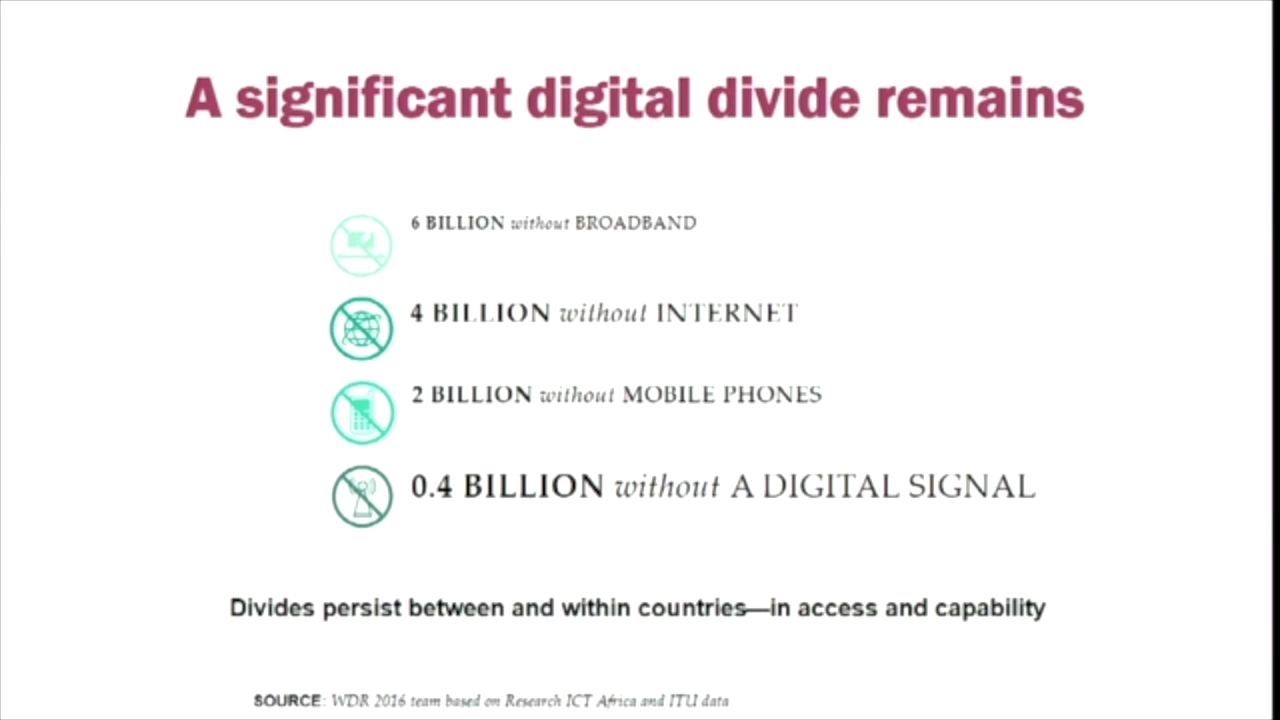 A significant digital divide remains
6 BILLION without BROADBAND
4 BILLION without INTERNET
2 BILLION without MOBILE PHONES
0.4 BILLION without A DIGITAL SIGNAL
Divides persist between and within countries—in access and capability
SOURCE: WDR 2016 team based on Research ICT Africa and ITU data